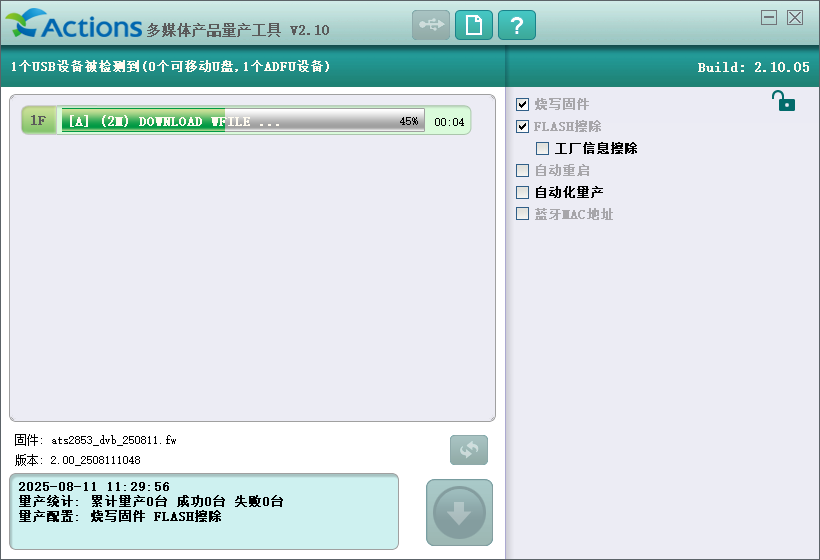 Actions 多媒体产品量产工具 V2.10
1个USB设备被检测到(0个可移动U盘,1个ADFU设备)
Build: 2.10.05
1F [A] (2M) DOWNLOAD WFILE ... 45% 00:04
烧写固件
FLASH擦除
工厂信息擦除
自动重启
自动化量产
蓝牙MAC地址
固件: ats2853_dvb_250811.fw
版本: 2.00_2508111048
2025-08-11 11:29:56
量产统计: 累计量产0台 成功0台 失败0台
量产配置: 烧写固件 FLASH擦除